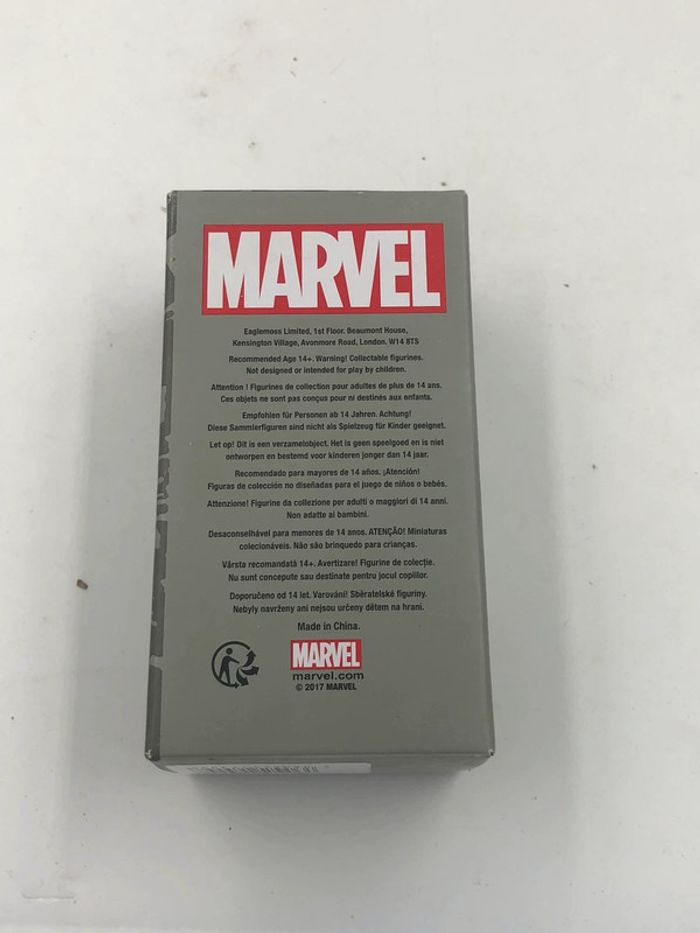 MARVEL
Eaglemoss Limited, 1st Floor. Beaumont House,
Kensington Village, Avonmore Road, London. W14 8TS
Recommended Age 14+. Warning! Collectable figurines.
Not designed or intended for play by children.
Attention ! Figurines de collection pour adultes de plus de 14 ans.
Ces objets ne sont pas conçus pour ni destinés aux enfants.
Empfohlen für Personen ab 14 Jahren. Achtung!
Diese Sammlerfiguren sind nicht als Spielzeug für Kinder geeignet.
Let op! Dit is een verzamelobject. Het is geen speelgoed en is niet
ontworpen en bestemd voor kinderen jonger dan 14 jaar.
Recomendado para mayores de 14 años. ¡Atención!
Figuras de colección no diseñadas para el juego de niños o bebés.
Attenzione! Figurine da collezione per adulti o maggiori di 14 anni.
Non adatte ai bambini.
Desaconselhável para menores de 14 anos. ATENÇÃO! Miniaturas
colecionáveis. Não são brinquedo para crianças.
Vârsta recomandată 14+. Avertizare! Figurine de colecție.
Nu sunt concepute sau destinate pentru jocul copiilor.
Doporučeno od 14 let. Varování! Sběratelské figuríny.
Nebyly navrženy ani nejsou určeny dětem na hraní.
Made in China.
MARVEL
marvel.com
© 2017 MARVEL